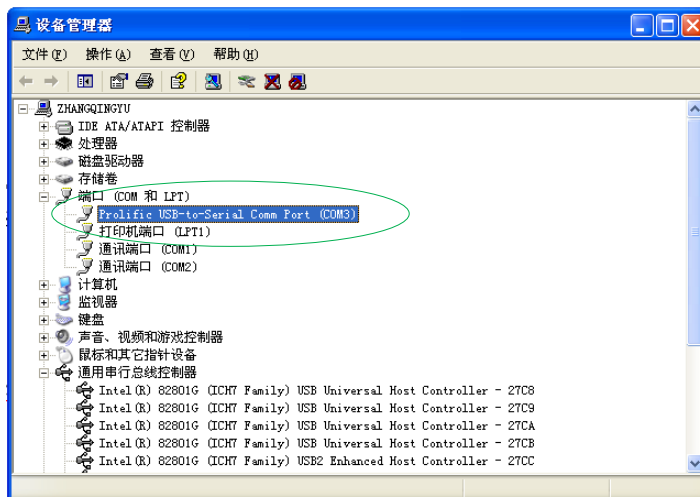 设备管理器
文件(F) 操作(A) 查看(V) 帮助(H)
ZHANGQINGYU
IDE ATA/ATAPI 控制器
处理器
磁盘驱动器
存储卷
端口 (COM 和 LPT)
Prolific USB-to-Serial Comm Port (COM3)
打印机端口 (LPT1)
通讯端口 (COM1)
通讯端口 (COM2)
计算机
监视器
键盘
声音、视频和游戏控制器
鼠标和其它指针设备
通用串行总线控制器
Intel(R) 82801G (ICH7 Family) USB Universal Host Controller - 27C8
Intel(R) 82801G (ICH7 Family) USB Universal Host Controller - 27C9
Intel(R) 82801G (ICH7 Family) USB Universal Host Controller - 27CA
Intel(R) 82801G (ICH7 Family) USB Universal Host Controller - 27CB
Intel(R) 82801G (ICH7 Family) USB2 Enhanced Host Controller - 27CC